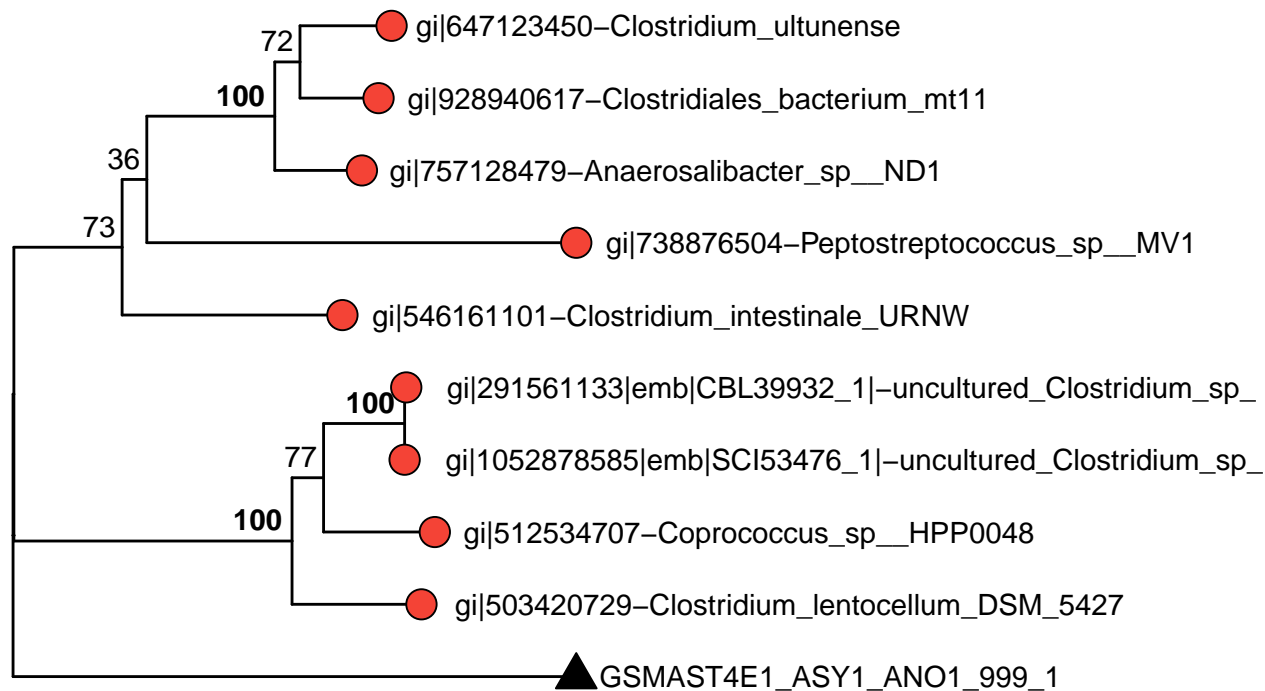 72
gi|647123450−Clostridium_ultunense
100
gi|928940617−Clostridiales_bacterium_mt11
36
gi|757128479−Anaerosalibacter_sp__ND1
73
gi|738876504−Peptostreptococcus_sp__MV1
gi|546161101−Clostridium_intestinale_URNW
100
gi|291561133|emb|CBL39932_1|−uncultured_Clostridium_sp_
77
gi|1052878585|emb|SCI53476_1|−uncultured_Clostridium_sp_
100
gi|512534707−Coprococcus_sp__HPP0048
gi|503420729−Clostridium_lentocellum_DSM_5427
GSMAST4E1_ASY1_ANO1_999_1